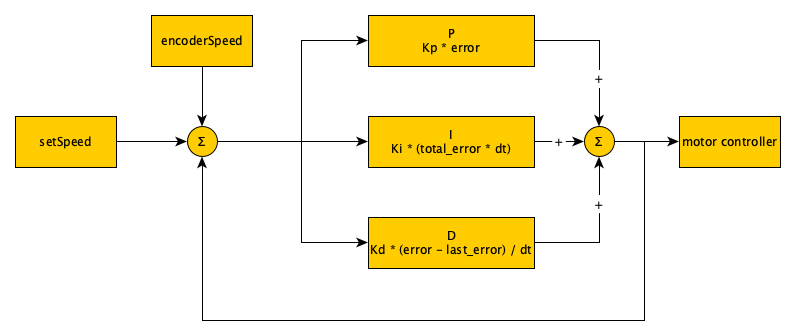 encoderSpeed
P
Kp * error
+
setSpeed
Σ
I
Ki * (total_error * dt)
+
Σ
motor controller
+
D
Kd * (error - last_error) / dt